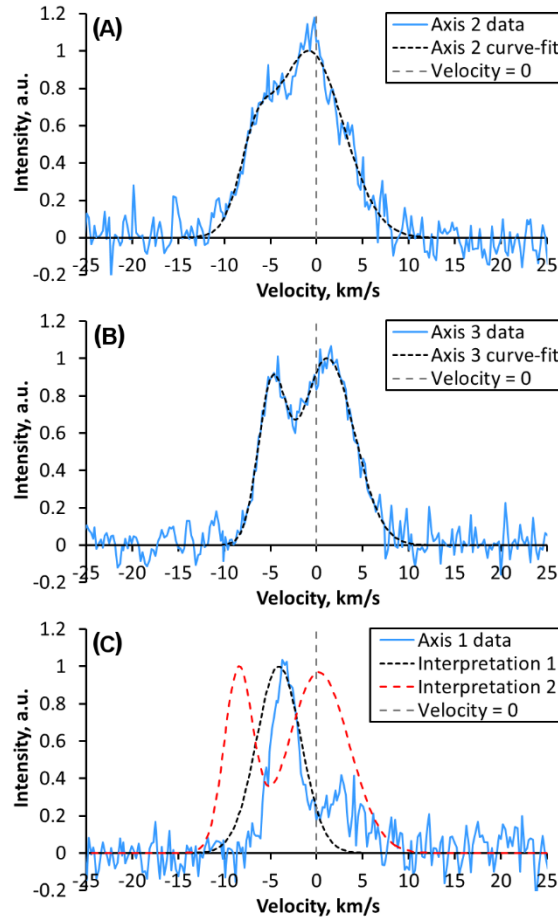 (A)
Axis 2 data
Axis 2 curve-fit
Velocity = 0
Intensity, a.u.
1.2
1
0.8
0.6
0.4
0.2
0
-0.2
-25 -20 -15 -10 -5 0 5 10 15 20 25
Velocity, km/s
(B)
Axis 3 data
Axis 3 curve-fit
Velocity = 0
Intensity, a.u.
1.2
1
0.8
0.6
0.4
0.2
0
-0.2
-25 -20 -15 -10 -5 0 5 10 15 20 25
Velocity, km/s
(C)
Axis 1 data
Interpretation 1
Interpretation 2
Velocity = 0
Intensity, a.u.
1.2
1
0.8
0.6
0.4
0.2
0
-0.2
-25 -20 -15 -10 -5 0 5 10 15 20 25
Velocity, km/s